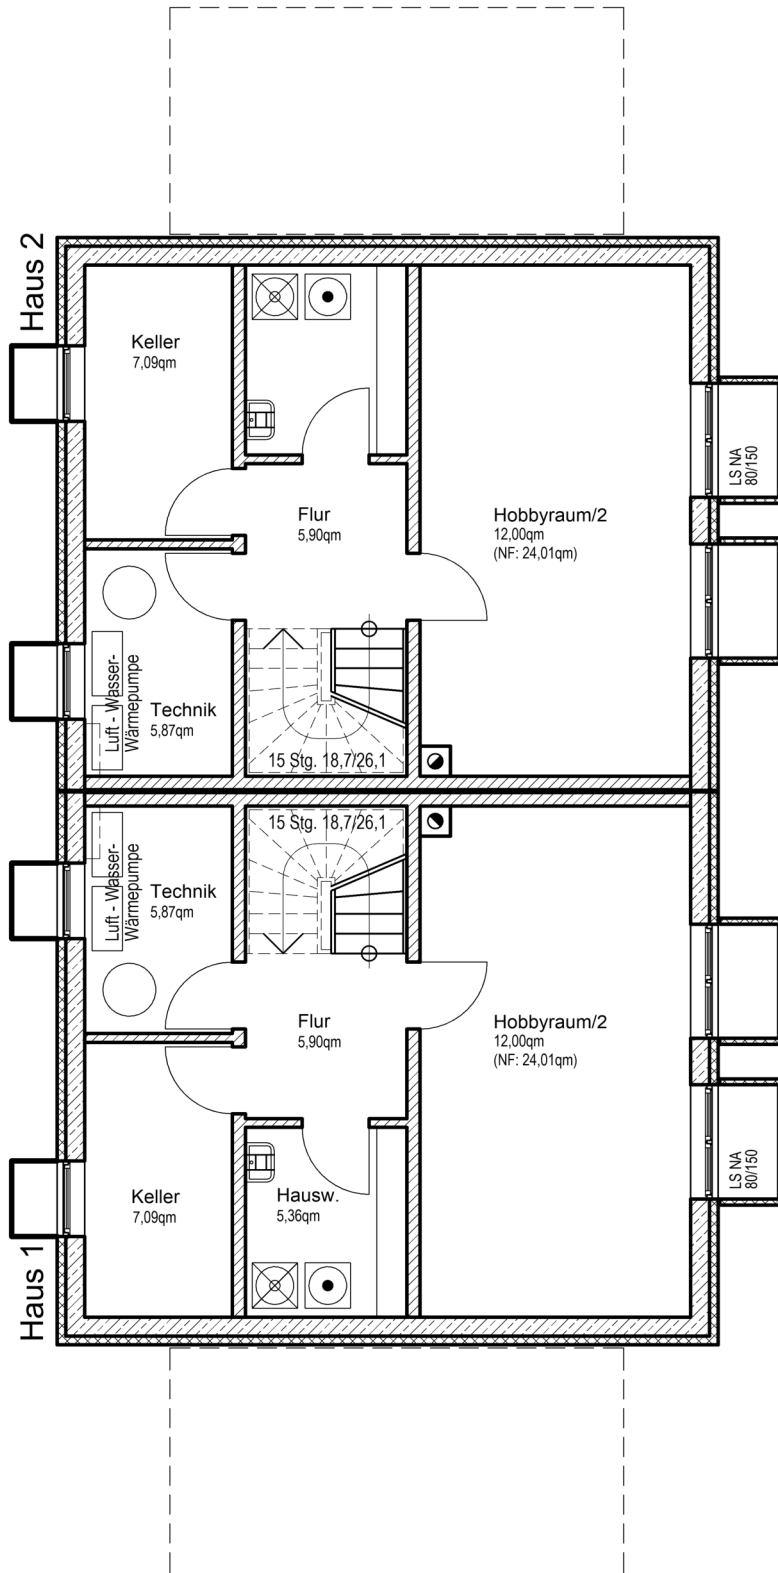 Haus 2
Keller
7,09qm
LS NA
80/150
Flur
5,90qm
Hobbyraum/2
12,00qm
(NF: 24,01qm)
Luft - Wasser-
Wärmepumpe
Technik
5,87qm
15 Stg. 18,7/26,1
15 Stg. 18,7/26,1
Luft - Wasser-
Wärmepumpe
Technik
5,87qm
Flur
5,90qm
Hobbyraum/2
12,00qm
(NF: 24,01qm)
Keller
7,09qm
Hausw.
5,36qm
LS NA
80/150
Haus 1